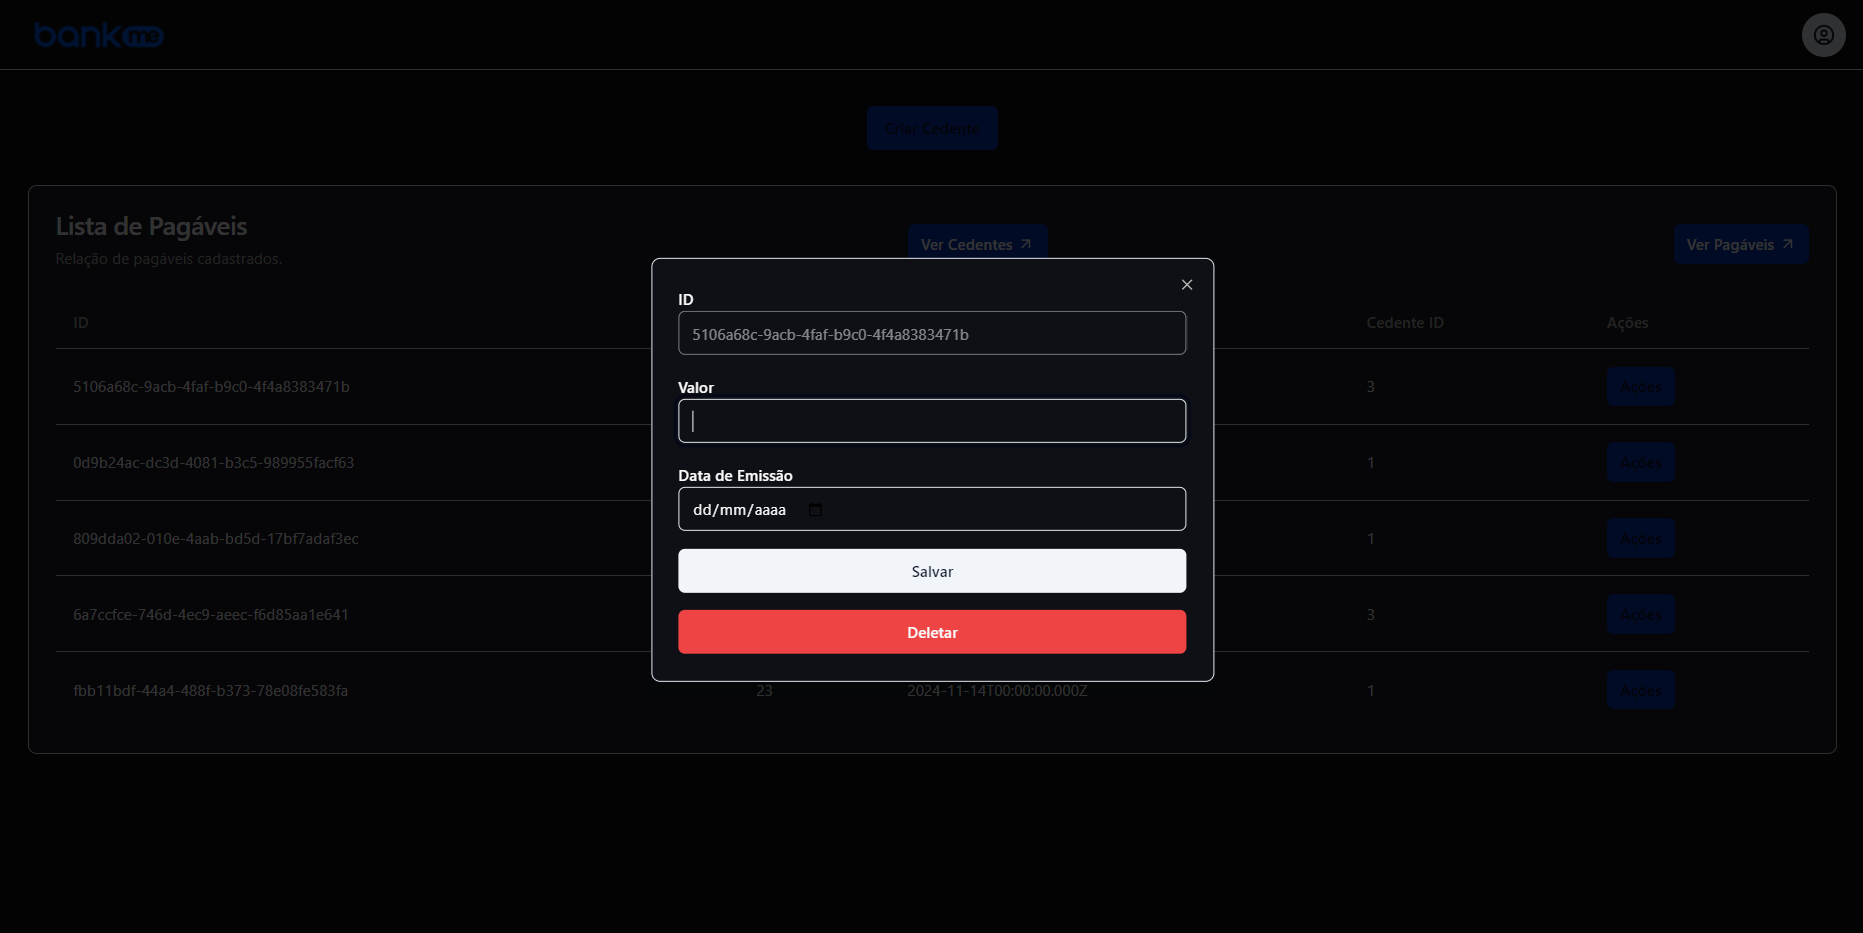 bankme
Criar Cedente
Lista de Pagáveis
Relação de pagáveis cadastrados.
Ver Cedentes
Ver Pagáveis
ID
Cedente ID
Ações
5106a68c-9acb-4faf-b9c0-4f4a8383471b
3
Ações
0d9b24ac-dc3d-4081-b3c5-989955facf63
1
Ações
809dda02-010e-4aab-bd5d-17bf7adaf3ec
1
Ações
6a7ccfce-746d-4ec9-aeec-f6d85aa1e641
3
Ações
fbb11bdf-44a4-488f-b373-78e08fe583fa
23
2024-11-14T00:00:00.000Z
1
Ações
ID
5106a68c-9acb-4faf-b9c0-4f4a8383471b
Valor
Data de Emissão
dd/mm/aaaa
Salvar
Deletar